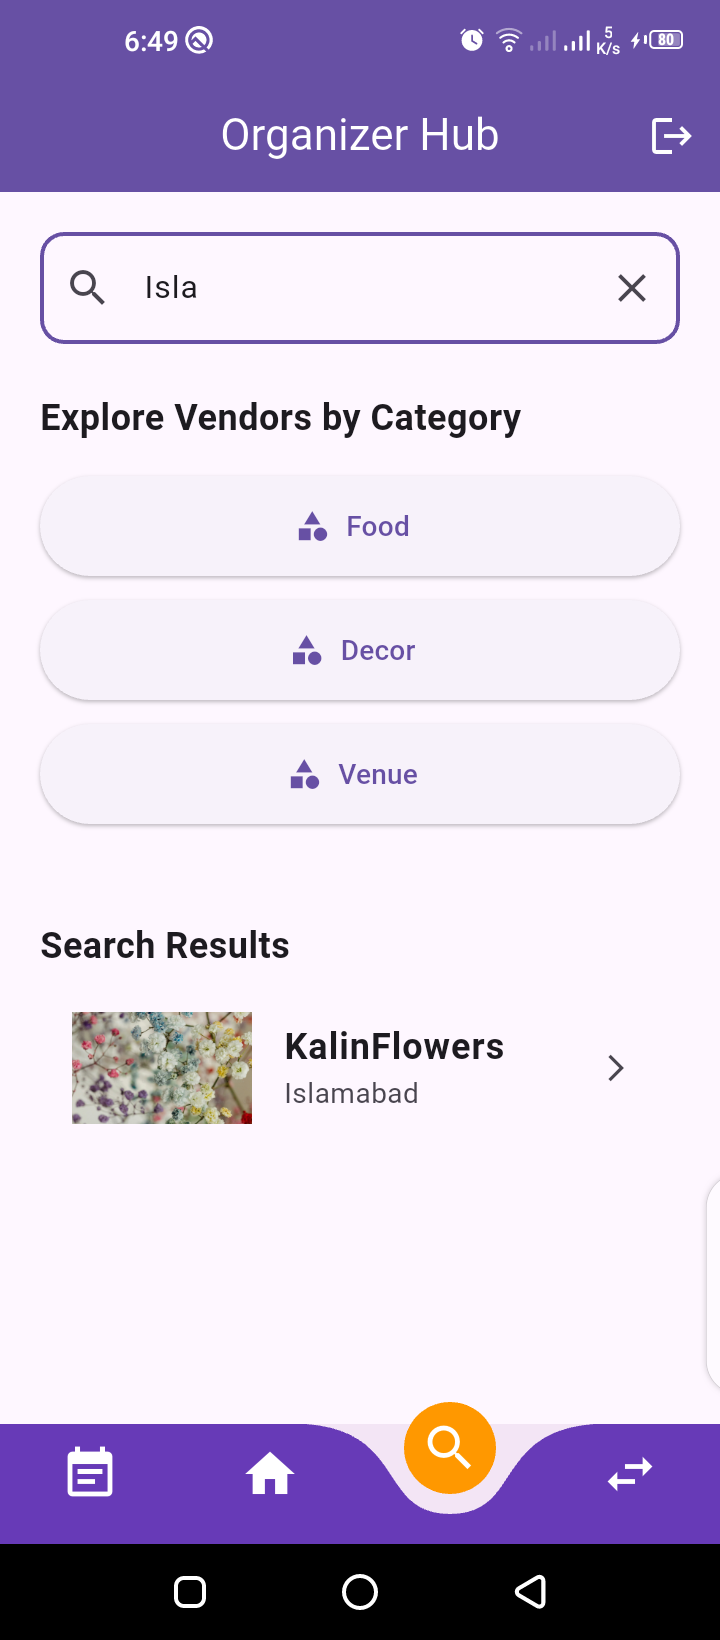 6:49
5
K/s
80
Organizer Hub
Isla
Explore Vendors by Category
Food
Decor
Venue
Search Results
KalinFlowers
Islamabad